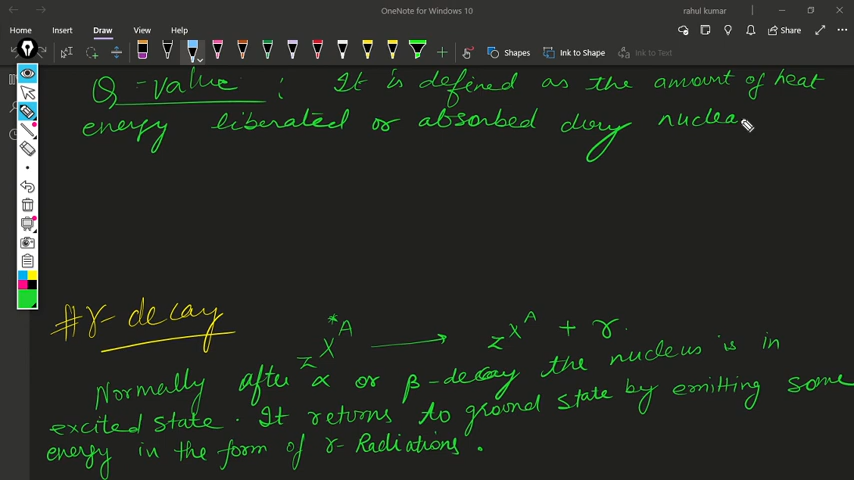 OneNote for Windows 10
rahul kumar
Home Insert Draw View Help
Share
Shapes Ink to Shape Ink to Text
Q-value : It is defined as the amount of heat
energy liberated or absorbed during nuclea
#γ-decay
zX*A → zXA + γ
Normally after α or β-decay the nucleus is in
excited state. It returns to ground state by emitting some
energy in the form of γ-Radiations.